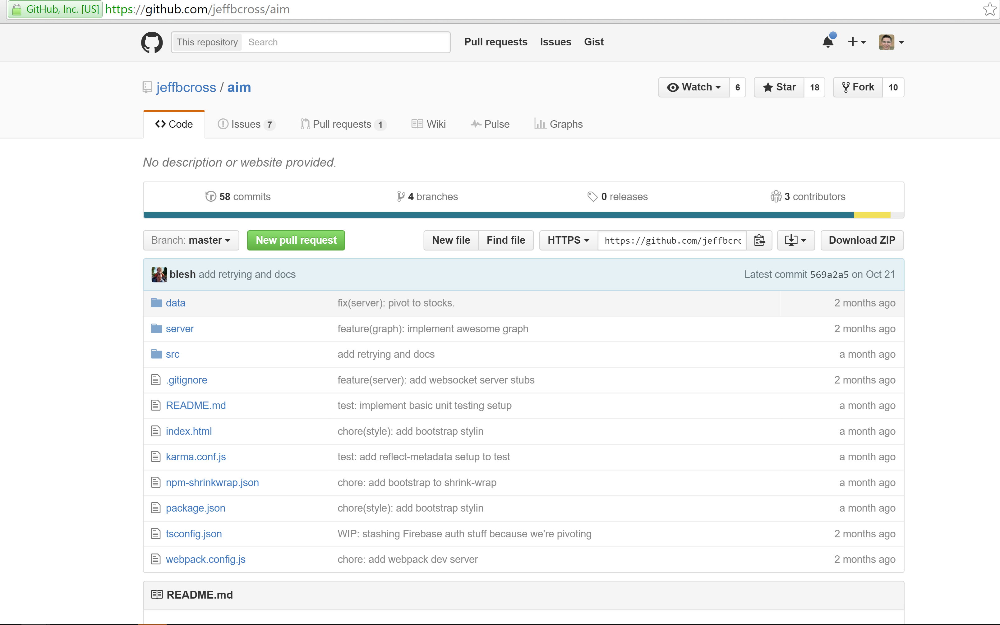 GitHub, Inc. [US] https://github.com/jeffbcross/aim
This repository Search Pull requests Issues Gist
jeffbcross / aim Watch 6 Star 18 Fork 10
Code Issues 7 Pull requests 1 Wiki Pulse Graphs
No description or website provided.
58 commits 4 branches 0 releases 3 contributors
Branch: master New pull request New file Find file HTTPS https://github.com/jeffbcrc Download ZIP
blesh add retrying and docs Latest commit 569a2a5 on Oct 21
data fix(server): pivot to stocks. 2 months ago
server feature(graph): implement awesome graph 2 months ago
src add retrying and docs a month ago
.gitignore feature(server): add websocket server stubs 2 months ago
README.md test: implement basic unit testing setup a month ago
index.html chore(style): add bootstrap stylin a month ago
karma.conf.js test: add reflect-metadata setup to test a month ago
npm-shrinkwrap.json chore: add bootstrap to shrink-wrap a month ago
package.json chore(style): add bootstrap stylin a month ago
tsconfig.json WIP: stashing Firebase auth stuff because we're pivoting 2 months ago
webpack.config.js chore: add webpack dev server 2 months ago
README.md